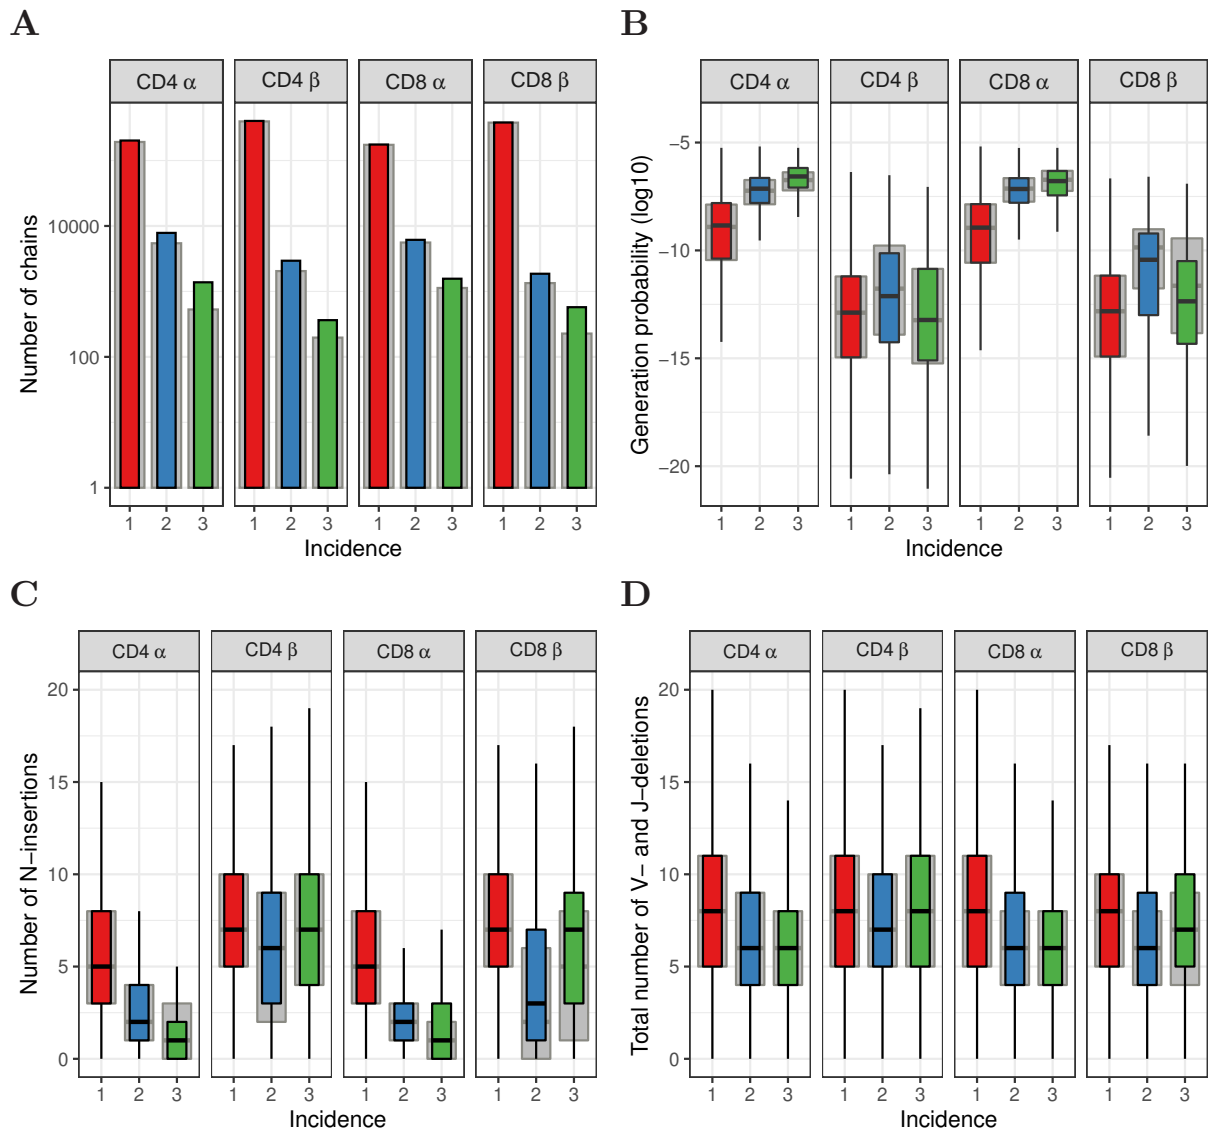 A
CD4 α
CD4 β
CD8 α
CD8 β
Number of chains
10000
100
1
1 2 3
1 2 3
1 2 3
1 2 3
Incidence
B
CD4 α
CD4 β
CD8 α
CD8 β
Generation probability (log10)
−5
−10
−15
−20
1 2 3
1 2 3
1 2 3
1 2 3
Incidence
C
CD4 α
CD4 β
CD8 α
CD8 β
Number of N−insertions
20
15
10
5
0
1 2 3
1 2 3
1 2 3
1 2 3
Incidence
D
CD4 α
CD4 β
CD8 α
CD8 β
Total number of V− and J−deletions
20
15
10
5
0
1 2 3
1 2 3
1 2 3
1 2 3
Incidence